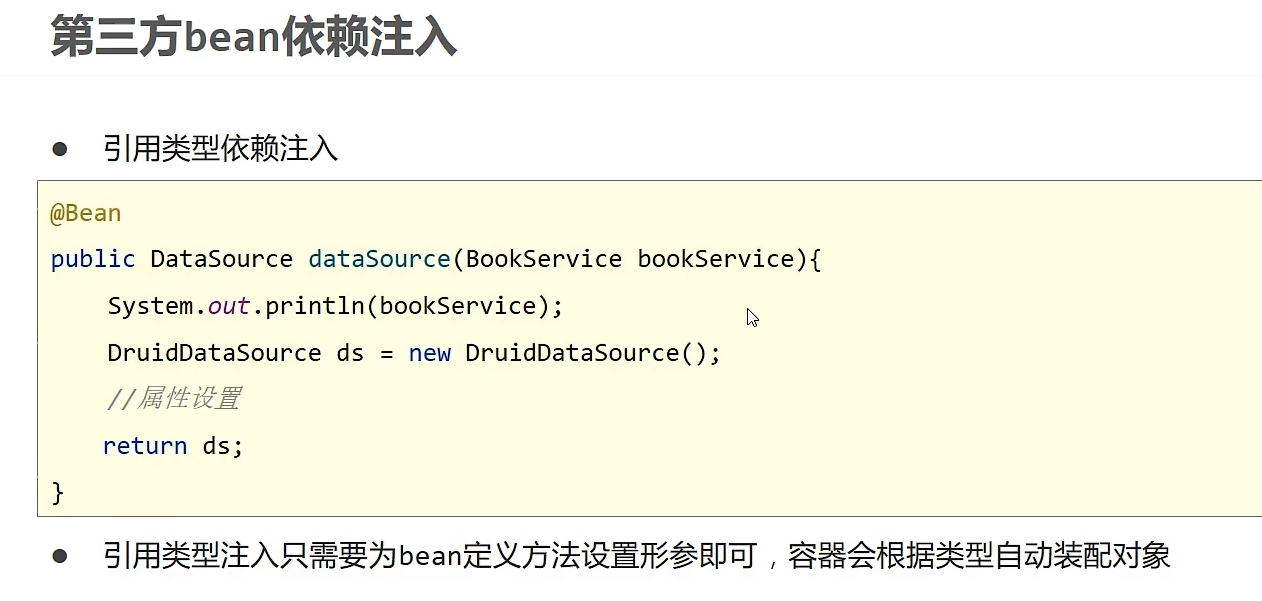 第三方bean依赖注入
● 引用类型依赖注入
@Bean
public DataSource dataSource(BookService bookService){
    System.out.println(bookService);
    DruidDataSource ds = new DruidDataSource();
    //属性设置
    return ds;
}
● 引用类型注入只需要为bean定义方法设置形参即可，容器会根据类型自动装配对象